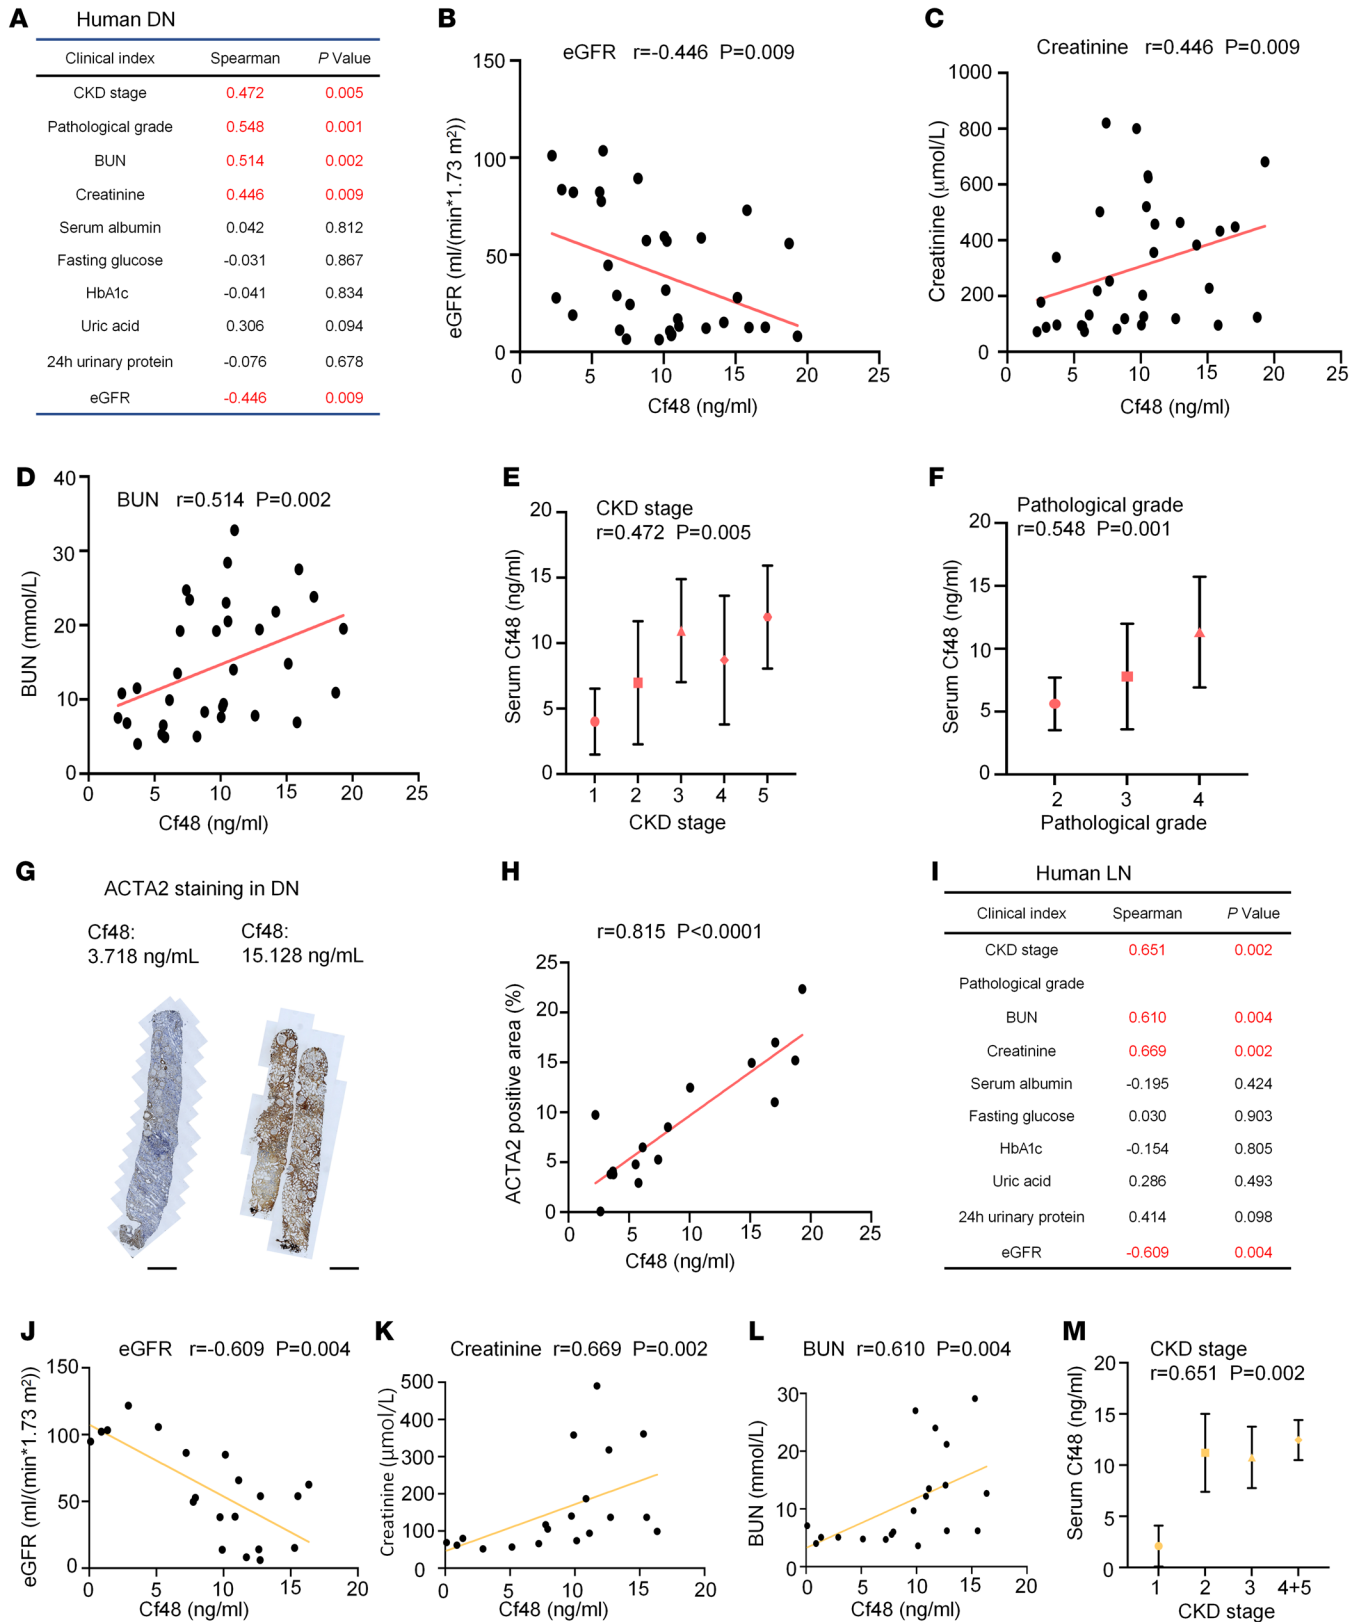 A
Human DN
Clinical index Spearman P Value
CKD stage 0.472 0.005
Pathological grade 0.548 0.001
BUN 0.514 0.002
Creatinine 0.446 0.009
Serum albumin 0.042 0.812
Fasting glucose -0.031 0.867
HbA1c -0.041 0.834
Uric acid 0.306 0.094
24h urinary protein -0.076 0.678
eGFR -0.446 0.009
B
eGFR r=-0.446 P=0.009
eGFR (ml/(min*1.73 m²))
150
100
50
0
0 5 10 15 20 25
Cf48 (ng/ml)
C
Creatinine r=0.446 P=0.009
Creatinine (µmol/L)
1000
800
600
400
200
0
0 5 10 15 20 25
Cf48 (ng/ml)
D
BUN r=0.514 P=0.002
BUN (mmol/L)
40
30
20
10
0
0 5 10 15 20 25
Cf48 (ng/ml)
E
CKD stage
r=0.472 P=0.005
Serum Cf48 (ng/ml)
20
15
10
5
0
1 2 3 4 5
CKD stage
F
Pathological grade
r=0.548 P=0.001
Serum Cf48 (ng/ml)
20
15
10
5
0
2 3 4
Pathological grade
G
ACTA2 staining in DN
Cf48: Cf48:
3.718 ng/mL 15.128 ng/mL
H
r=0.815 P<0.0001
ACTA2 positive area (%)
25
20
15
10
5
0
0 5 10 15 20 25
Cf48 (ng/ml)
I
Human LN
Clinical index Spearman P Value
CKD stage 0.651 0.002
Pathological grade
BUN 0.610 0.004
Creatinine 0.669 0.002
Serum albumin -0.195 0.424
Fasting glucose 0.030 0.903
HbA1c -0.154 0.805
Uric acid 0.286 0.493
24h urinary protein 0.414 0.098
eGFR -0.609 0.004
J
eGFR r=-0.609 P=0.004
eGFR (ml/(min*1.73 m²))
150
100
50
0
0 5 10 15 20
Cf48 (ng/ml)
K
Creatinine r=0.669 P=0.002
Creatinine (µmol/L)
500
400
300
200
100
0
0 5 10 15 20
Cf48 (ng/ml)
L
BUN r=0.610 P=0.004
BUN (mmol/L)
30
20
10
0
0 5 10 15 20
Cf48 (ng/ml)
M
CKD stage
r=0.651 P=0.002
Serum Cf48 (ng/ml)
20
15
10
5
0
1 2 3 4+5
CKD stage